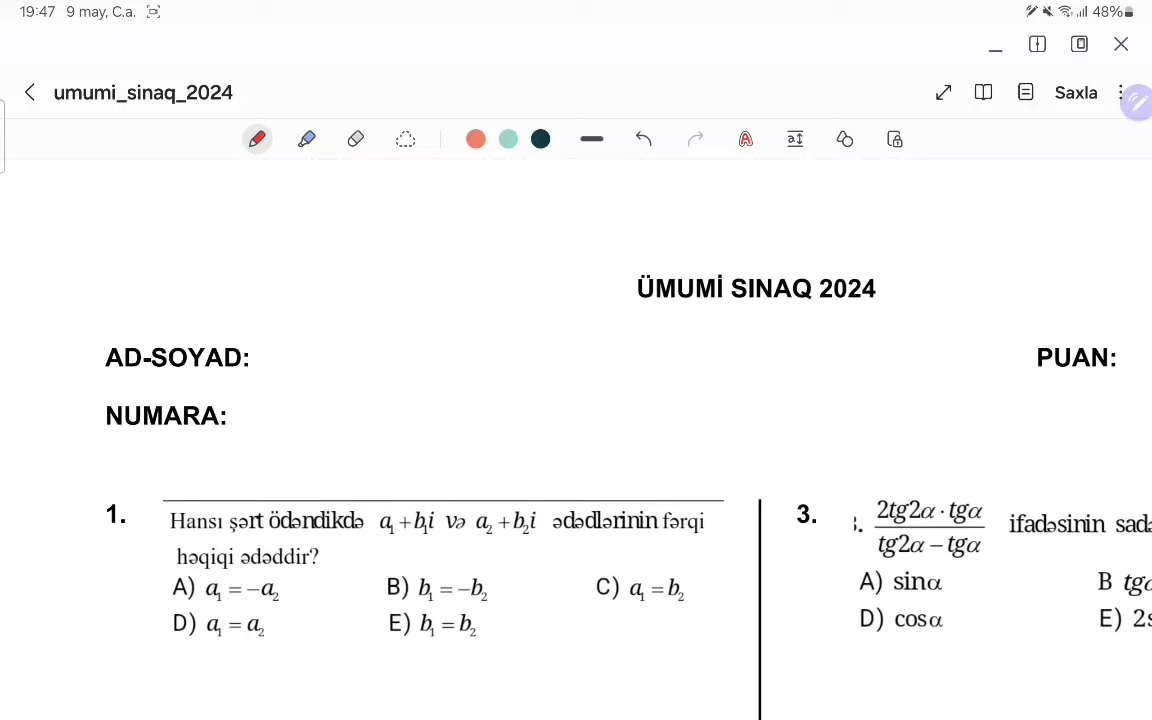 19:47 9 may, C.a. 48%
umumi_sinaq_2024 Saxla
ÜMUMİ SINAQ 2024
AD-SOYAD: PUAN:
NUMARA:
1. Hansı şərt ödəndikdə a₁ + b₁i və a₂ + b₂i ədədlərinin fərqi
həqiqi ədəddir?
A) a₁ = −a₂ B) b₁ = −b₂ C) a₁ = b₂
D) a₁ = a₂ E) b₁ = b₂
3. 2tg2α · tgα / tg2α − tgα ifadəsinin
A) sinα B
D) cosα E)